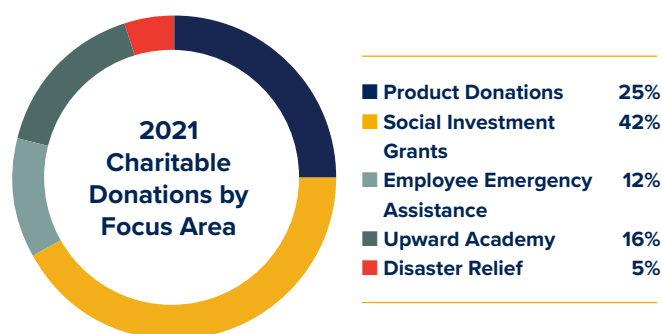 2021
Charitable
Donations by
Focus Area
Product Donations 25%
Social Investment 42%
Grants
Employee Emergency 12%
Assistance
Upward Academy 16%
Disaster Relief 5%